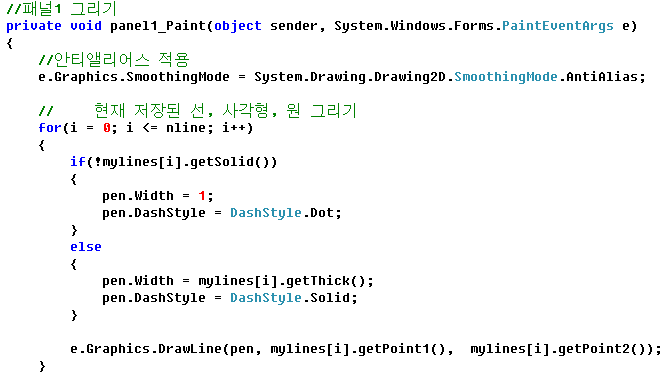 //패널1 그리기
private void panel1_Paint(object sender, System.Windows.Forms.PaintEventArgs e)
{
    //안티앨리어스 적용
    e.Graphics.SmoothingMode = System.Drawing.Drawing2D.SmoothingMode.AntiAlias;

    //    현재 저장된 선, 사각형, 원 그리기
    for(i = 0; i <= nline; i++)
    {
        if(!mylines[i].getSolid())
        {
            pen.Width = 1;
            pen.DashStyle = DashStyle.Dot;
        }
        else
        {
            pen.Width = mylines[i].getThick();
            pen.DashStyle = DashStyle.Solid;
        }

        e.Graphics.DrawLine(pen, mylines[i].getPoint1(),  mylines[i].getPoint2());
    }